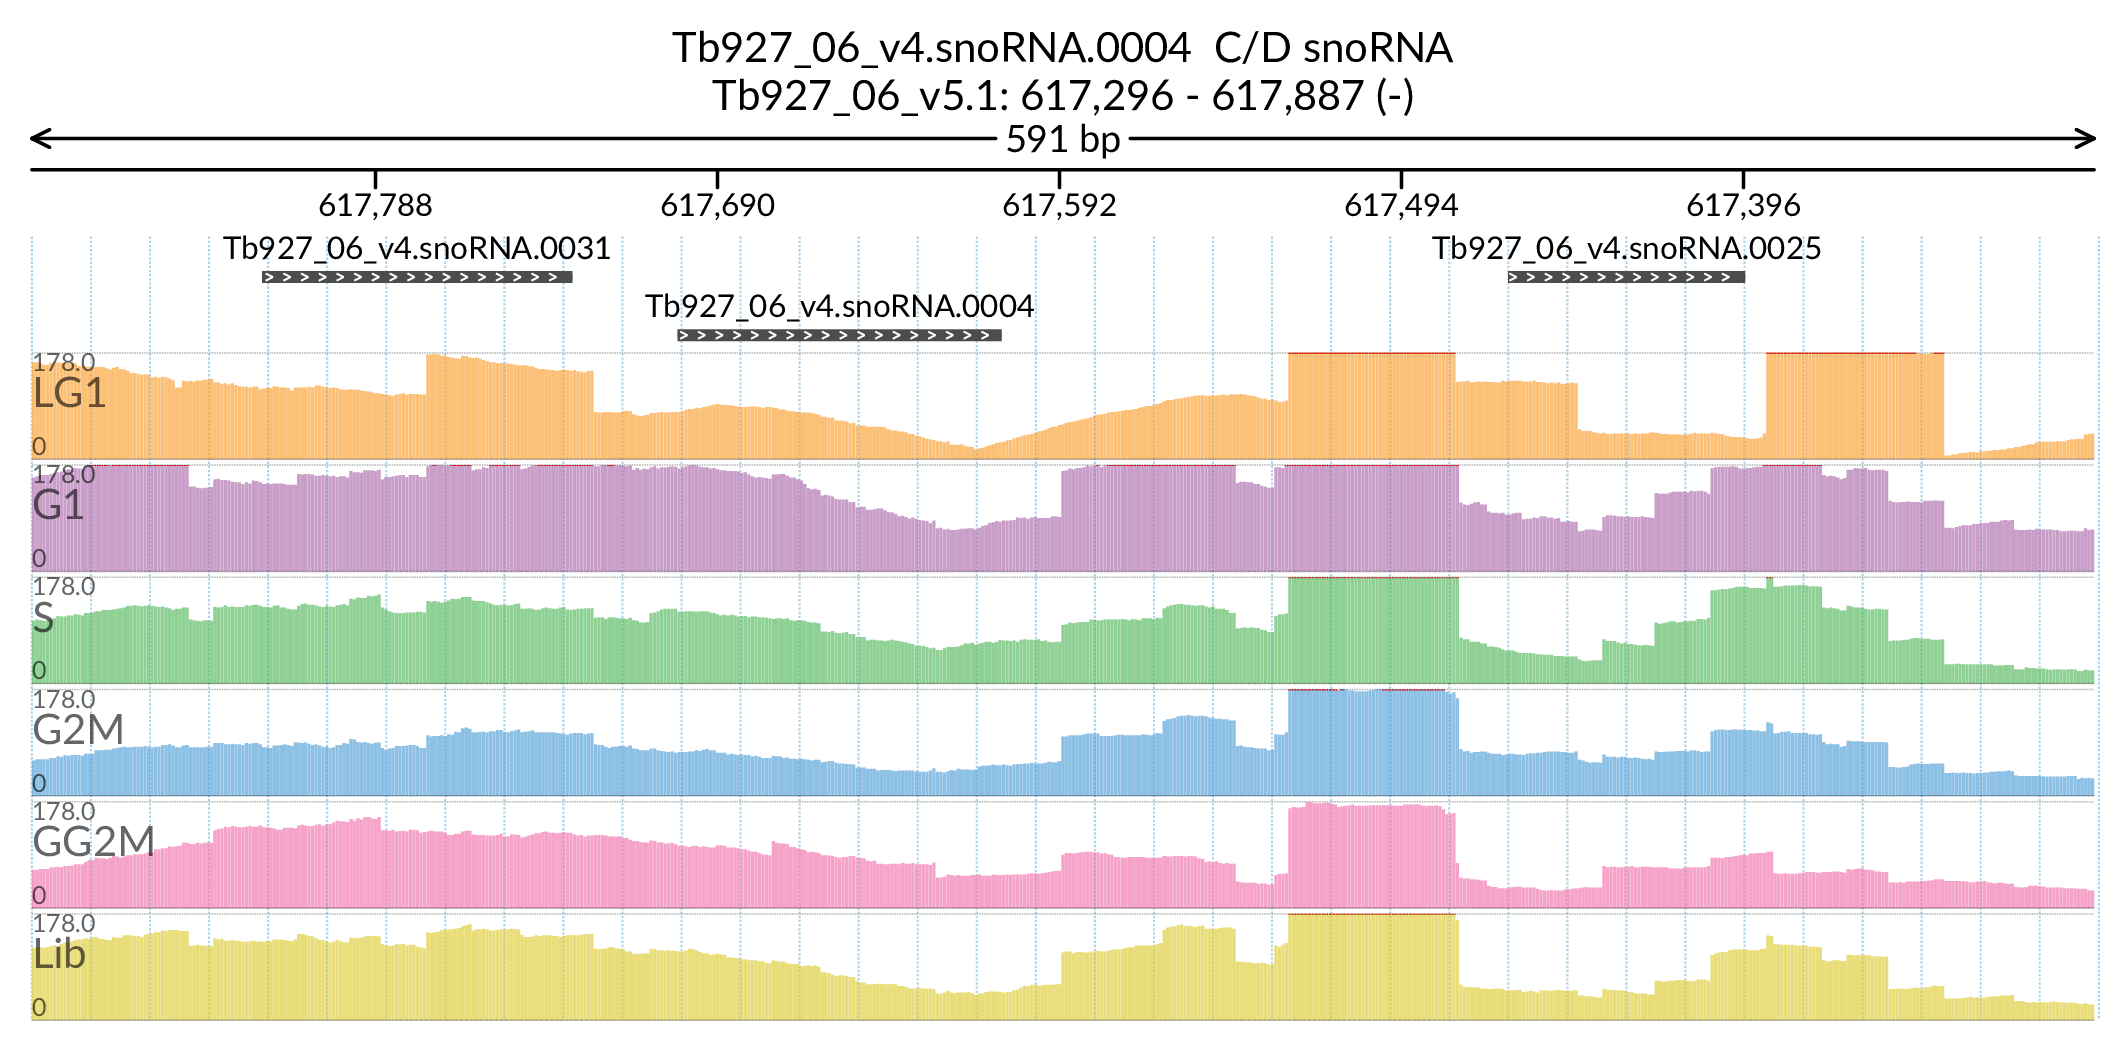 Tb927_06_v4.snoRNA.0004  C/D snoRNA
Tb927_06_v5.1: 617,296 - 617,887 (-)
591 bp
617,788 617,690 617,592 617,494 617,396
Tb927_06_v4.snoRNA.0031 Tb927_06_v4.snoRNA.0025
Tb927_06_v4.snoRNA.0004
178.0
LG1
0
178.0
G1
0
178.0
S
0
178.0
G2M
0
178.0
GG2M
0
178.0
Lib
0